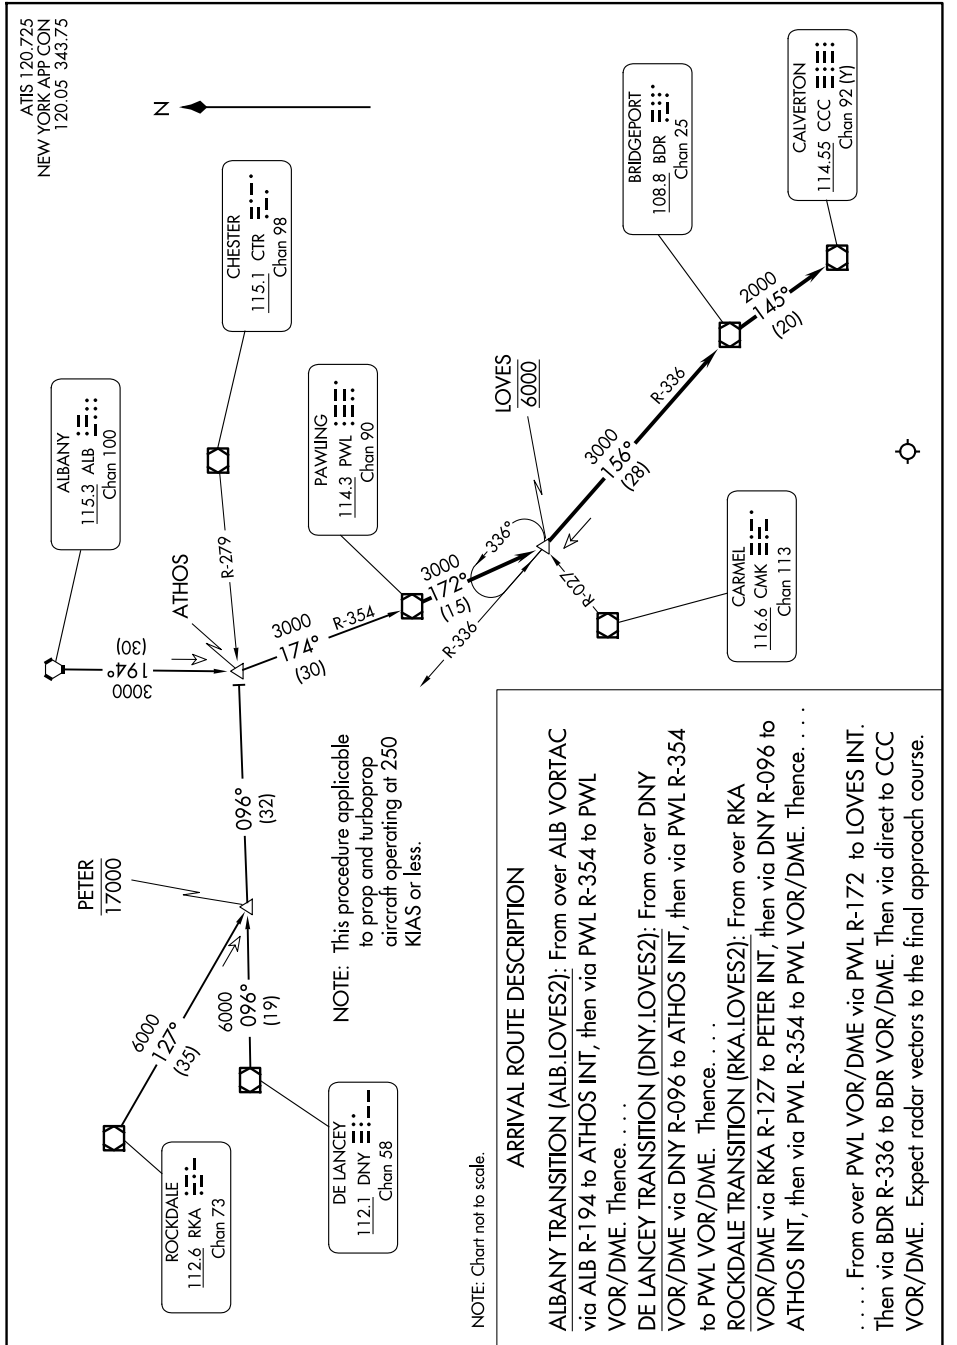 ATIS 120.725
NEW YORK APP CON
120.05 343.75
N
ALBANY
115.3 ALB
Chan 100
CHESTER
115.1 CTR
Chan 98
PAWLING
114.3 PWL
Chan 90
BRIDGEPORT
108.8 BDR
Chan 25
CALVERTON
114.55 CCC
Chan 92 (Y)
CARMEL
116.6 CMK
Chan 113
ROCKDALE
112.6 RKA
Chan 73
DE LANCEY
112.1 DNY
Chan 58
PETER
17000
ATHOS
LOVES
6000
6000
127°
(35)
6000
096°
(19)
096°
(32)
3000
194°
(30)
R-279
3000
174°
(30)
R-354
3000
172°
(15)
336°
R-336
R-027
3000
156°
(28)
R-336
2000
145°
(20)
NOTE: This procedure applicable
to prop and turboprop
aircraft operating at 250
KIAS or less.
NOTE: Chart not to scale.
ARRIVAL ROUTE DESCRIPTION
ALBANY TRANSITION (ALB.LOVES2): From over ALB VORTAC
via ALB R-194 to ATHOS INT, then via PWL R-354 to PWL
VOR/DME. Thence. . . .
DE LANCEY TRANSITION (DNY.LOVES2): From over DNY
VOR/DME via DNY R-096 to ATHOS INT, then via PWL R-354
to PWL VOR/DME. Thence. . . .
ROCKDALE TRANSITION (RKA.LOVES2): From over RKA
VOR/DME via RKA R-127 to PETER INT, then via DNY R-096 to
ATHOS INT, then via PWL R-354 to PWL VOR/DME. Thence. . . .
. . . . From over PWL VOR/DME via PWL R-172 to LOVES INT.
Then via BDR R-336 to BDR VOR/DME. Then via direct to CCC
VOR/DME. Expect radar vectors to the final approach course.